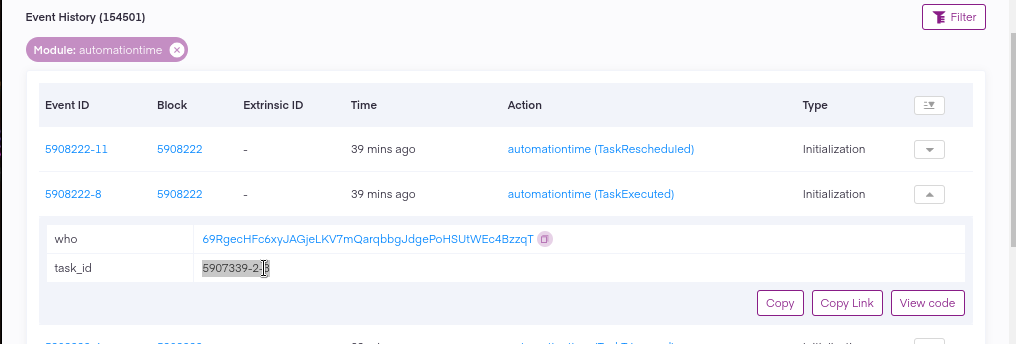 Event History (154501)
Filter
Module: automationtime
Event ID Block Extrinsic ID Time Action Type
5908222-11 5908222 - 39 mins ago automationtime (TaskRescheduled) Initialization
5908222-8 5908222 - 39 mins ago automationtime (TaskExecuted) Initialization
who 69RgecHFc6xyJAGjeLKV7mQarqbbgJdgePoHSUtWEc4BzzqT
task_id 5907339-2-3
Copy Copy Link View code